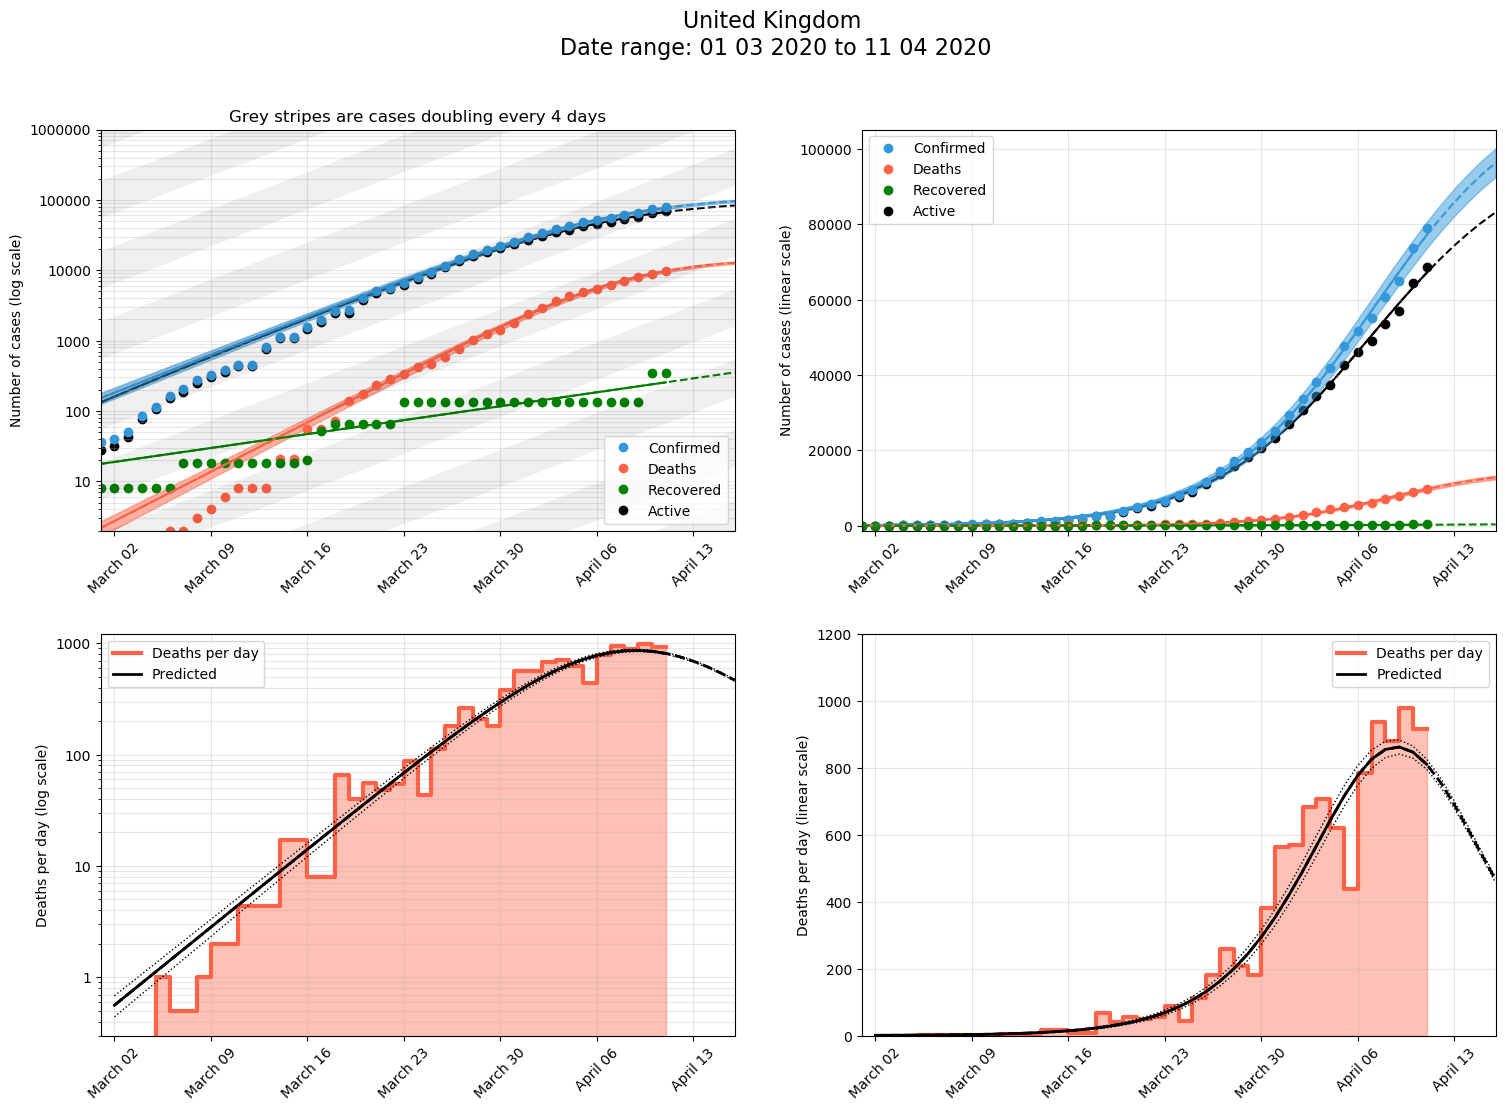 United Kingdom
Date range: 01 03 2020 to 11 04 2020
Grey stripes are cases doubling every 4 days
Number of cases (log scale)
1000000
100000
10000
1000
100
10
Confirmed
Deaths
Recovered
Active
March 02
March 09
March 16
March 23
March 30
April 06
April 13
Number of cases (linear scale)
100000
80000
60000
40000
20000
0
Confirmed
Deaths
Recovered
Active
March 02
March 09
March 16
March 23
March 30
April 06
April 13
Deaths per day (log scale)
1000
100
10
1
Deaths per day
Predicted
March 02
March 09
March 16
March 23
March 30
April 06
April 13
Deaths per day (linear scale)
1200
1000
800
600
400
200
0
Deaths per day
Predicted
March 02
March 09
March 16
March 23
March 30
April 06
April 13